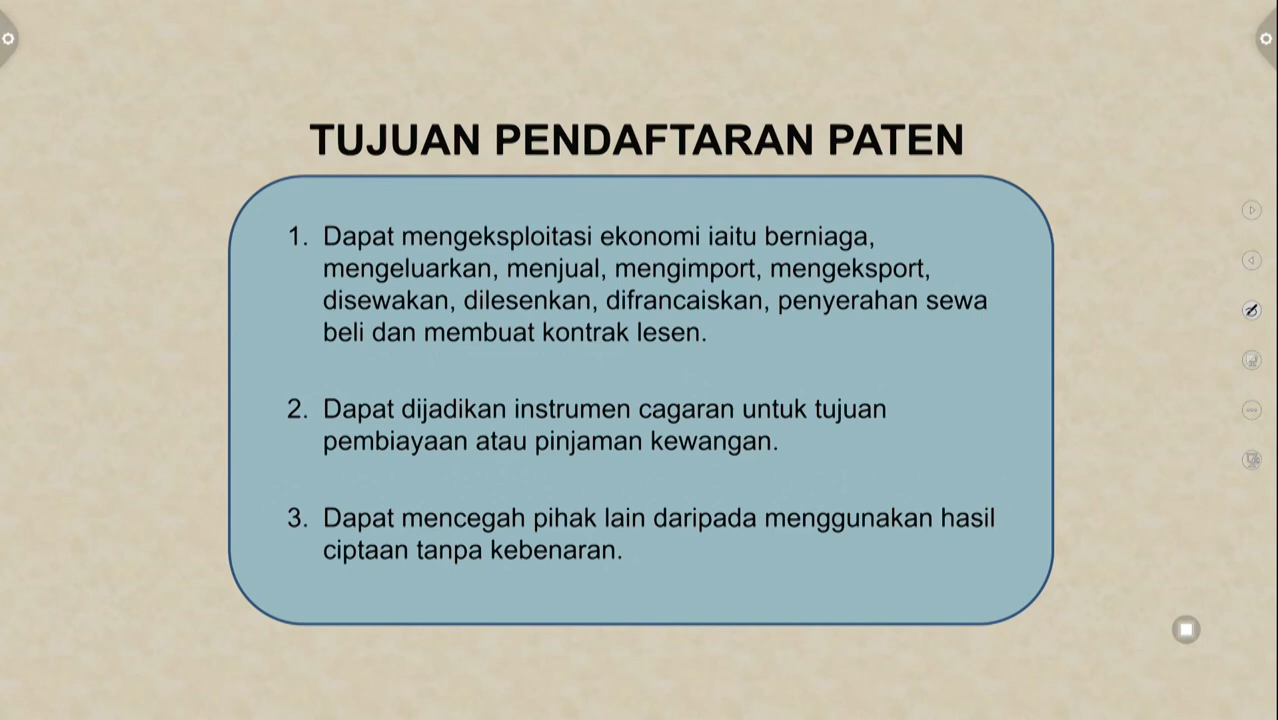 TUJUAN PENDAFTARAN PATEN
1. Dapat mengeksploitasi ekonomi iaitu berniaga,
mengeluarkan, menjual, mengimport, mengeksport,
disewakan, dilesenkan, difrancaiskan, penyerahan sewa
beli dan membuat kontrak lesen.
2. Dapat dijadikan instrumen cagaran untuk tujuan
pembiayaan atau pinjaman kewangan.
3. Dapat mencegah pihak lain daripada menggunakan hasil
ciptaan tanpa kebenaran.